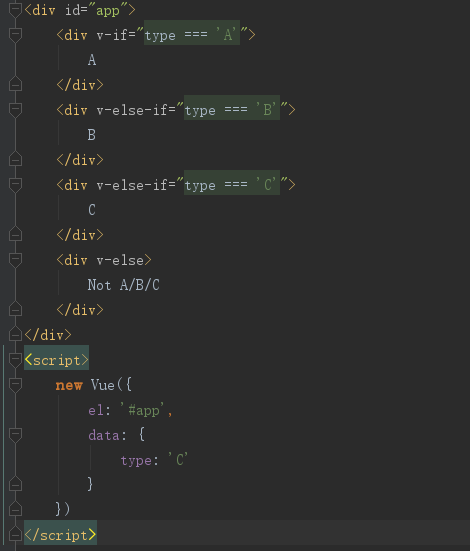 <div id="app">
    <div v-if="type === 'A'">
        A
    </div>
    <div v-else-if="type === 'B'">
        B
    </div>
    <div v-else-if="type === 'C'">
        C
    </div>
    <div v-else>
        Not A/B/C
    </div>
</div>
<script>
    new Vue({
        el: '#app',
        data: {
            type: 'C'
        }
    })
</script>